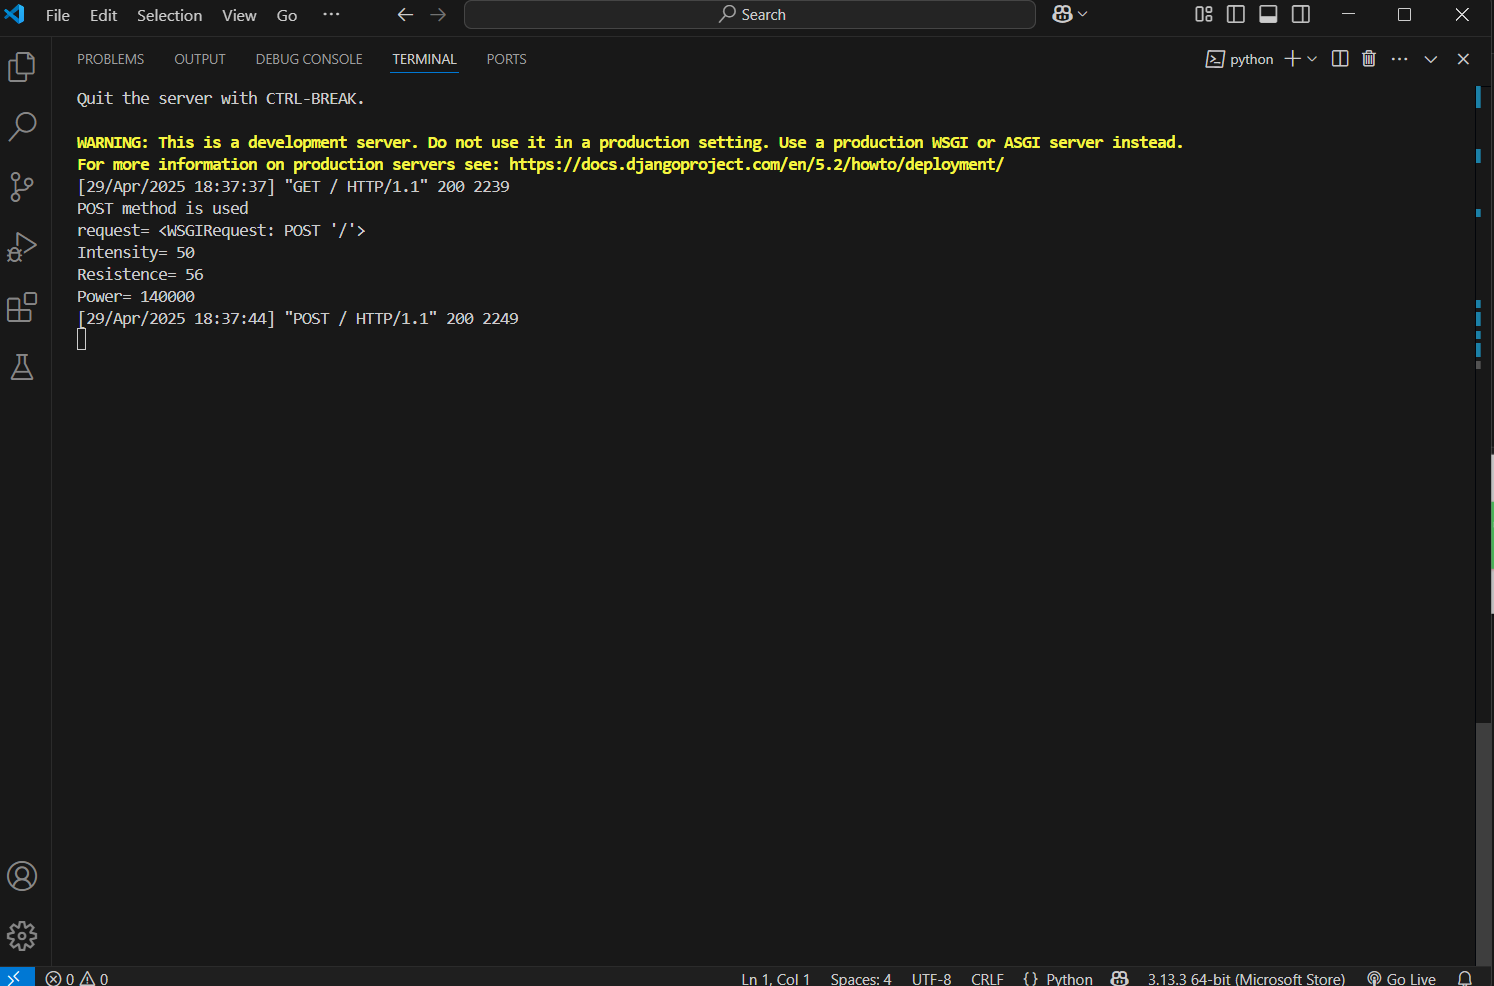 File Edit Selection View Go ··· Search
PROBLEMS OUTPUT DEBUG CONSOLE TERMINAL PORTS python
Quit the server with CTRL-BREAK.
WARNING: This is a development server. Do not use it in a production setting. Use a production WSGI or ASGI server instead.
For more information on production servers see: https://docs.djangoproject.com/en/5.2/howto/deployment/
[29/Apr/2025 18:37:37] "GET / HTTP/1.1" 200 2239
POST method is used
request= <WSGIRequest: POST '/'>
Intensity= 50
Resistence= 56
Power= 140000
[29/Apr/2025 18:37:44] "POST / HTTP/1.1" 200 2249
0 0 Ln 1, Col 1 Spaces: 4 UTF-8 CRLF {} Python 3.13.3 64-bit (Microsoft Store) Go Live